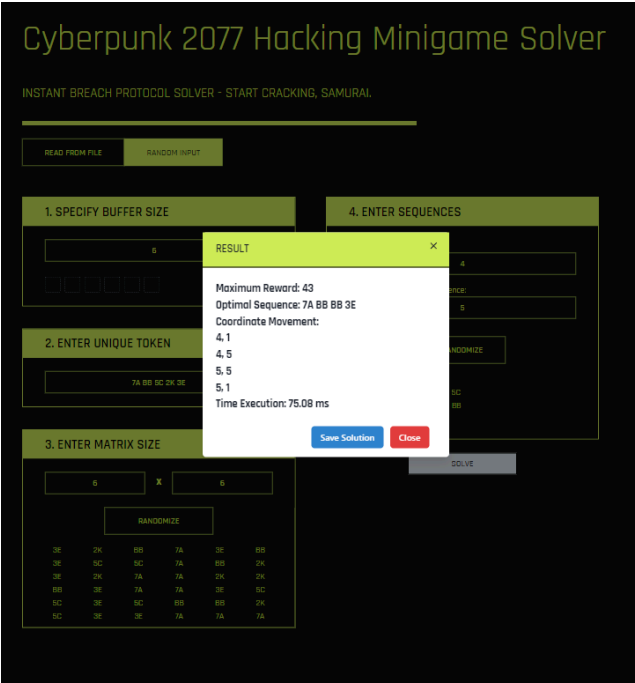 Cyberpunk 2077 Hacking Minigame Solver
INSTANT BREACH PROTOCOL SOLVER - START CRACKING, SAMURAI.
READ FROM FILE
RANDOM INPUT
1. SPECIFY BUFFER SIZE
6
2. ENTER UNIQUE TOKEN
7A BB 5C 2K 3E
3. ENTER MATRIX SIZE
6 X 6
RANDOMIZE
3E 2K BB 7A 3E BB
3E 5C 5C 7A BB 2K
3E 2K 7A 7A 2K 2K
BB 3E 7A 7A 3E 5C
5C 3E 5C BB BB 2K
5C 3E 3E 7A 7A 7A
4. ENTER SEQUENCES
4
ence:
5
NDOMIZE
5C
BB
SOLVE
RESULT
×
Maximum Reward: 43
Optimal Sequence: 7A BB BB 3E
Coordinate Movement:
4, 1
4, 5
5, 5
5, 1
Time Execution: 75.08 ms
Save Solution
Close